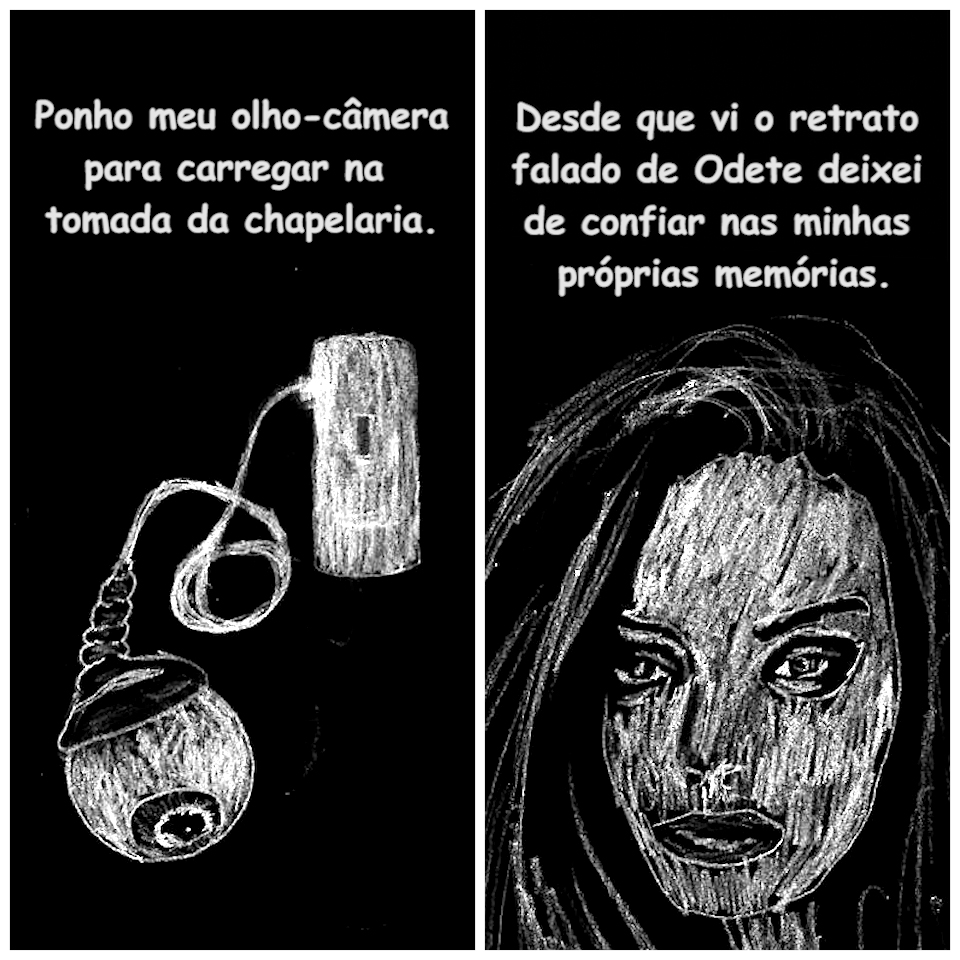 Ponho meu olho-câmera
para carregar na
tomada da chapelaria.
Desde que vi o retrato
falado de Odete deixei
de confiar nas minhas
próprias memórias.